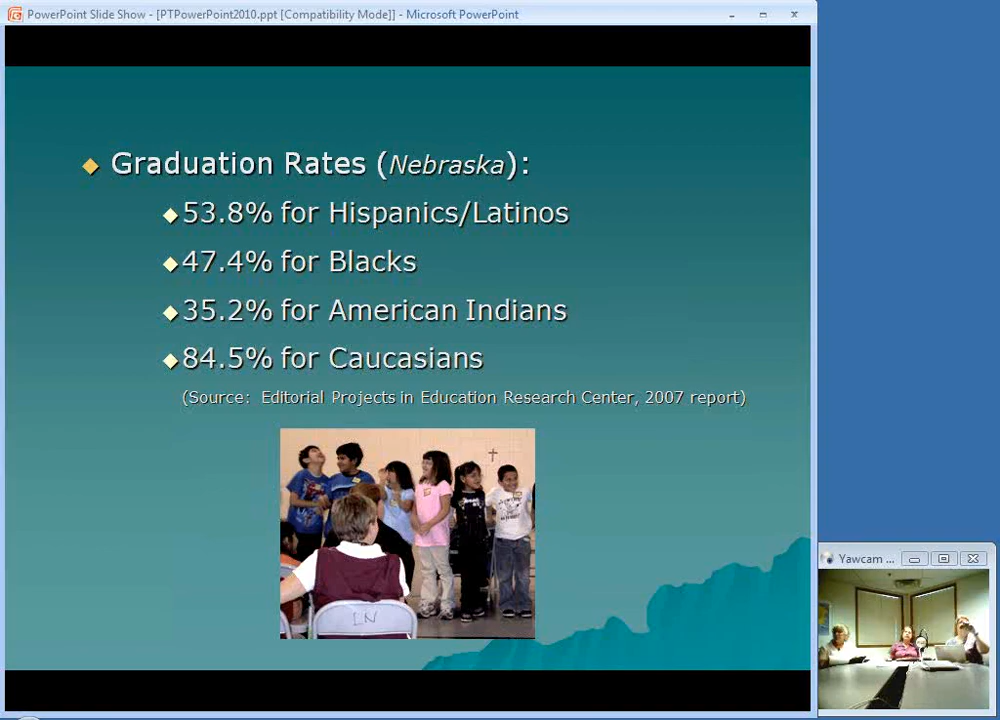 PowerPoint Slide Show - [PTPowerPoint2010.ppt [Compatibility Mode]] - Microsoft PowerPoint
Graduation Rates (Nebraska):
53.8% for Hispanics/Latinos
47.4% for Blacks
35.2% for American Indians
84.5% for Caucasians
(Source: Editorial Projects in Education Research Center, 2007 report)
LN
Yawcam ...